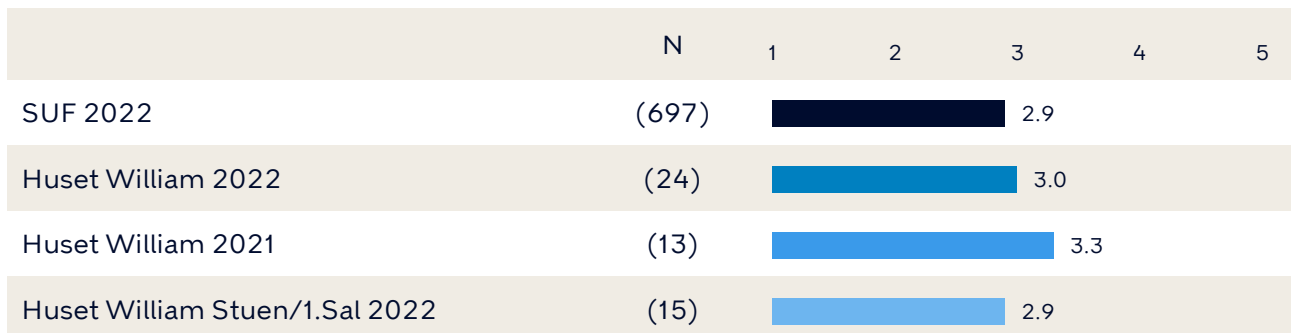 N 1 2 3 4 5
SUF 2022 (697) 2.9
Huset William 2022 (24) 3.0
Huset William 2021 (13) 3.3
Huset William Stuen/1.Sal 2022 (15) 2.9